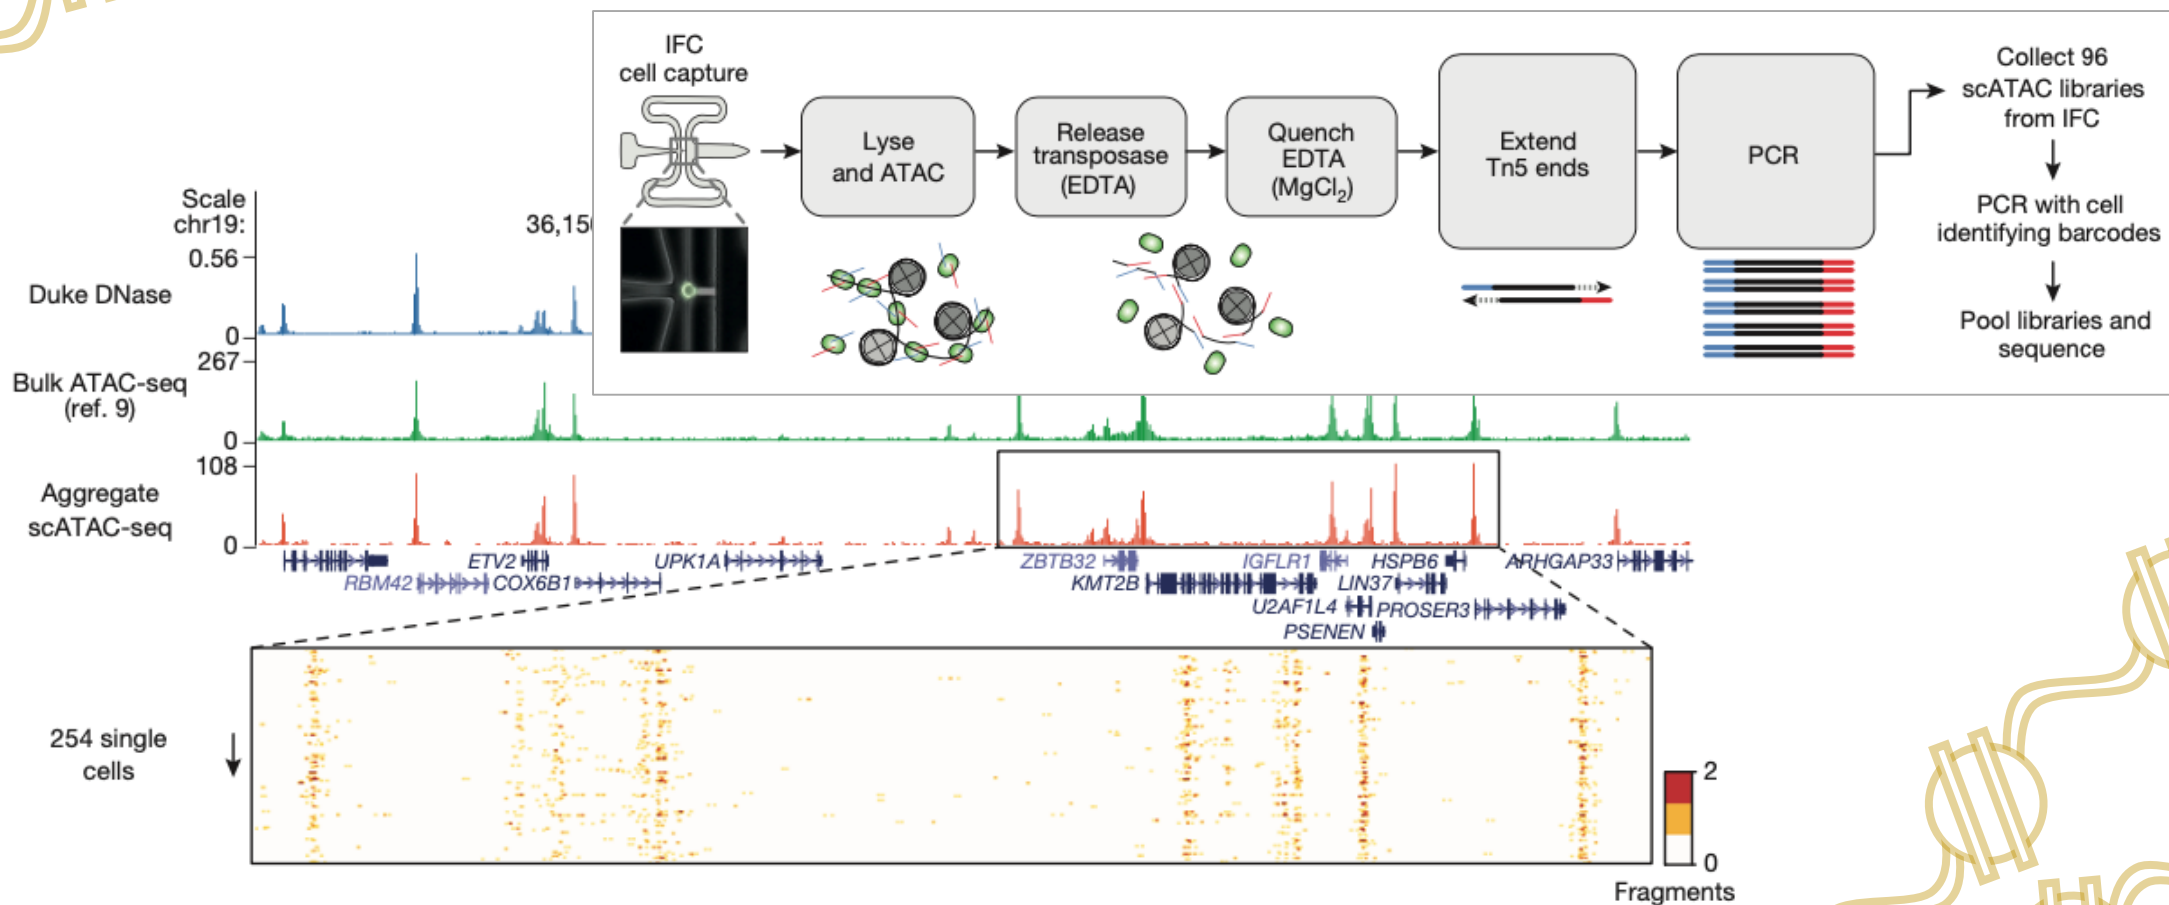 IFC
cell capture
Lyse
and ATAC
Release
transposase
(EDTA)
Quench
EDTA
(MgCl2)
Extend
Tn5 ends
PCR
Collect 96
scATAC libraries
from IFC
PCR with cell
identifying barcodes
Pool libraries and
sequence
Scale
chr19:
36,15
0.56
Duke DNase
0
267
Bulk ATAC-seq
(ref. 9)
0
108
Aggregate
scATAC-seq
0
ETV2
UPK1A
ZBTB32
IGFLR1
HSPB6
ARHGAP33
RBM42
COX6B1
KMT2B
LIN37
U2AF1L4
PROSER3
PSENEN
254 single
cells
2
0
Fragments